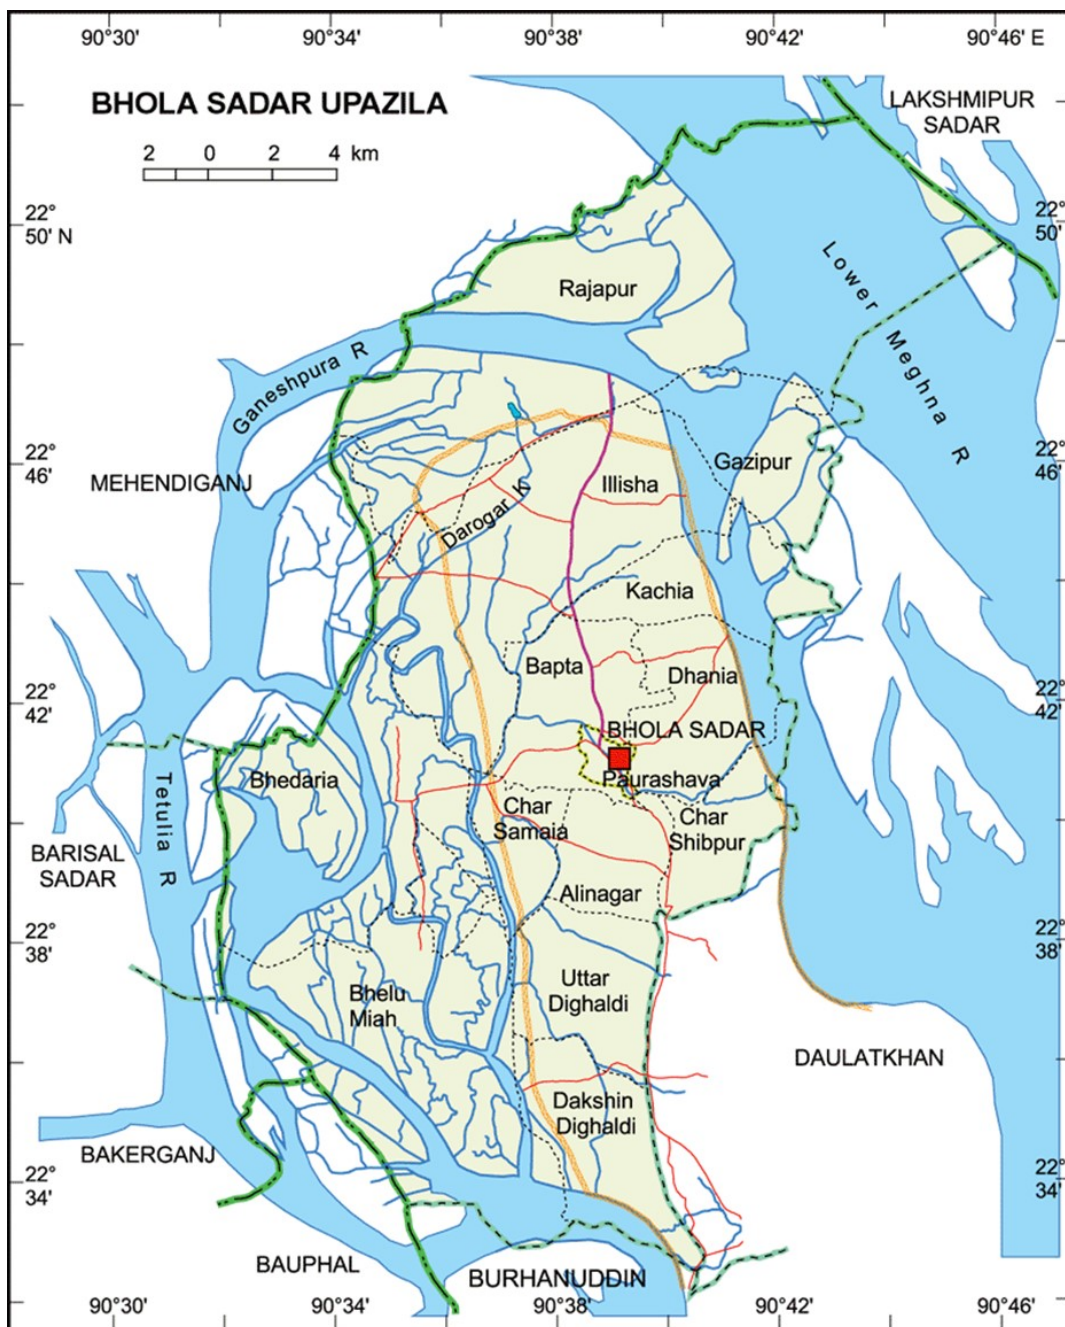 90°30' 90°34' 90°38' 90°42' 90°46' E
BHOLA SADAR UPAZILA
2 0 2 4 km
LAKSHMIPUR
SADAR
22°
50' N
22°
50'
Rajapur
Lower Meghna R
Ganeshpura R
22°
46'
22°
46'
MEHENDIGANJ
Gazipur
Illisha
Darogar K
Kachia
Bapta
Dhania
22°
42'
22°
42'
BHOLA SADAR
Paurashava
Bhedaria
Tetulia R
Char
Samaia
Char
Shibpur
BARISAL
SADAR
Alinagar
22°
38'
22°
38'
Uttar
Dighaldi
Bhelu
Miah
DAULATKHAN
Dakshin
Dighaldi
BAKERGANJ
22°
34'
22°
34'
BAUPHAL
BURHANUDDIN
90°30' 90°34' 90°38' 90°42' 90°46'